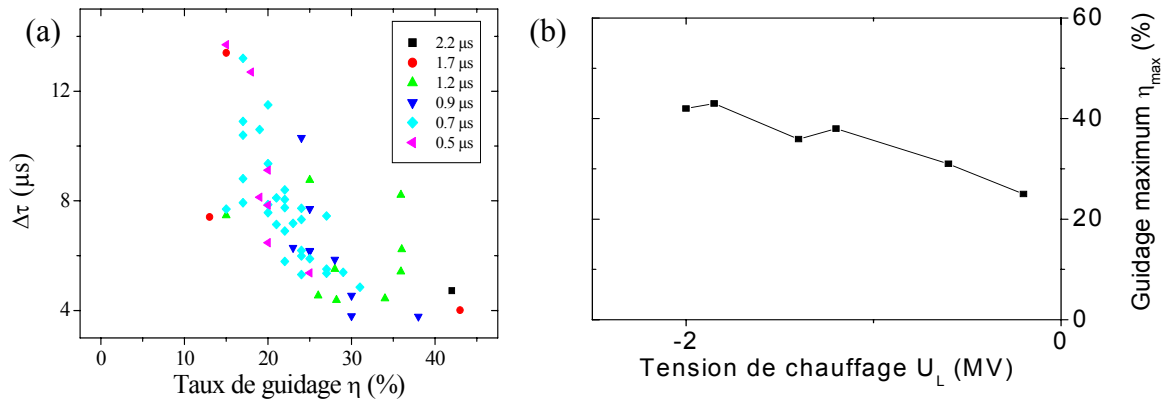 (a)
2.2 µs
1.7 µs
1.2 µs
0.9 µs
0.7 µs
0.5 µs
12
8
4
Δτ (µs)
0 10 20 30 40
Taux de guidage η (%)
(b)
60
40
20
0
Guidage maximum ηmax (%)
-2 0
Tension de chauffage UL (MV)